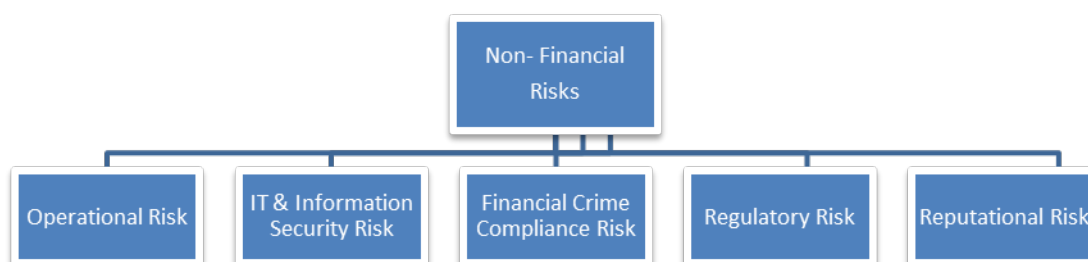 Non- Financial
Risks
Operational Risk
IT & Information
Security Risk
Financial Crime
Compliance Risk
Regulatory Risk
Reputational Risk